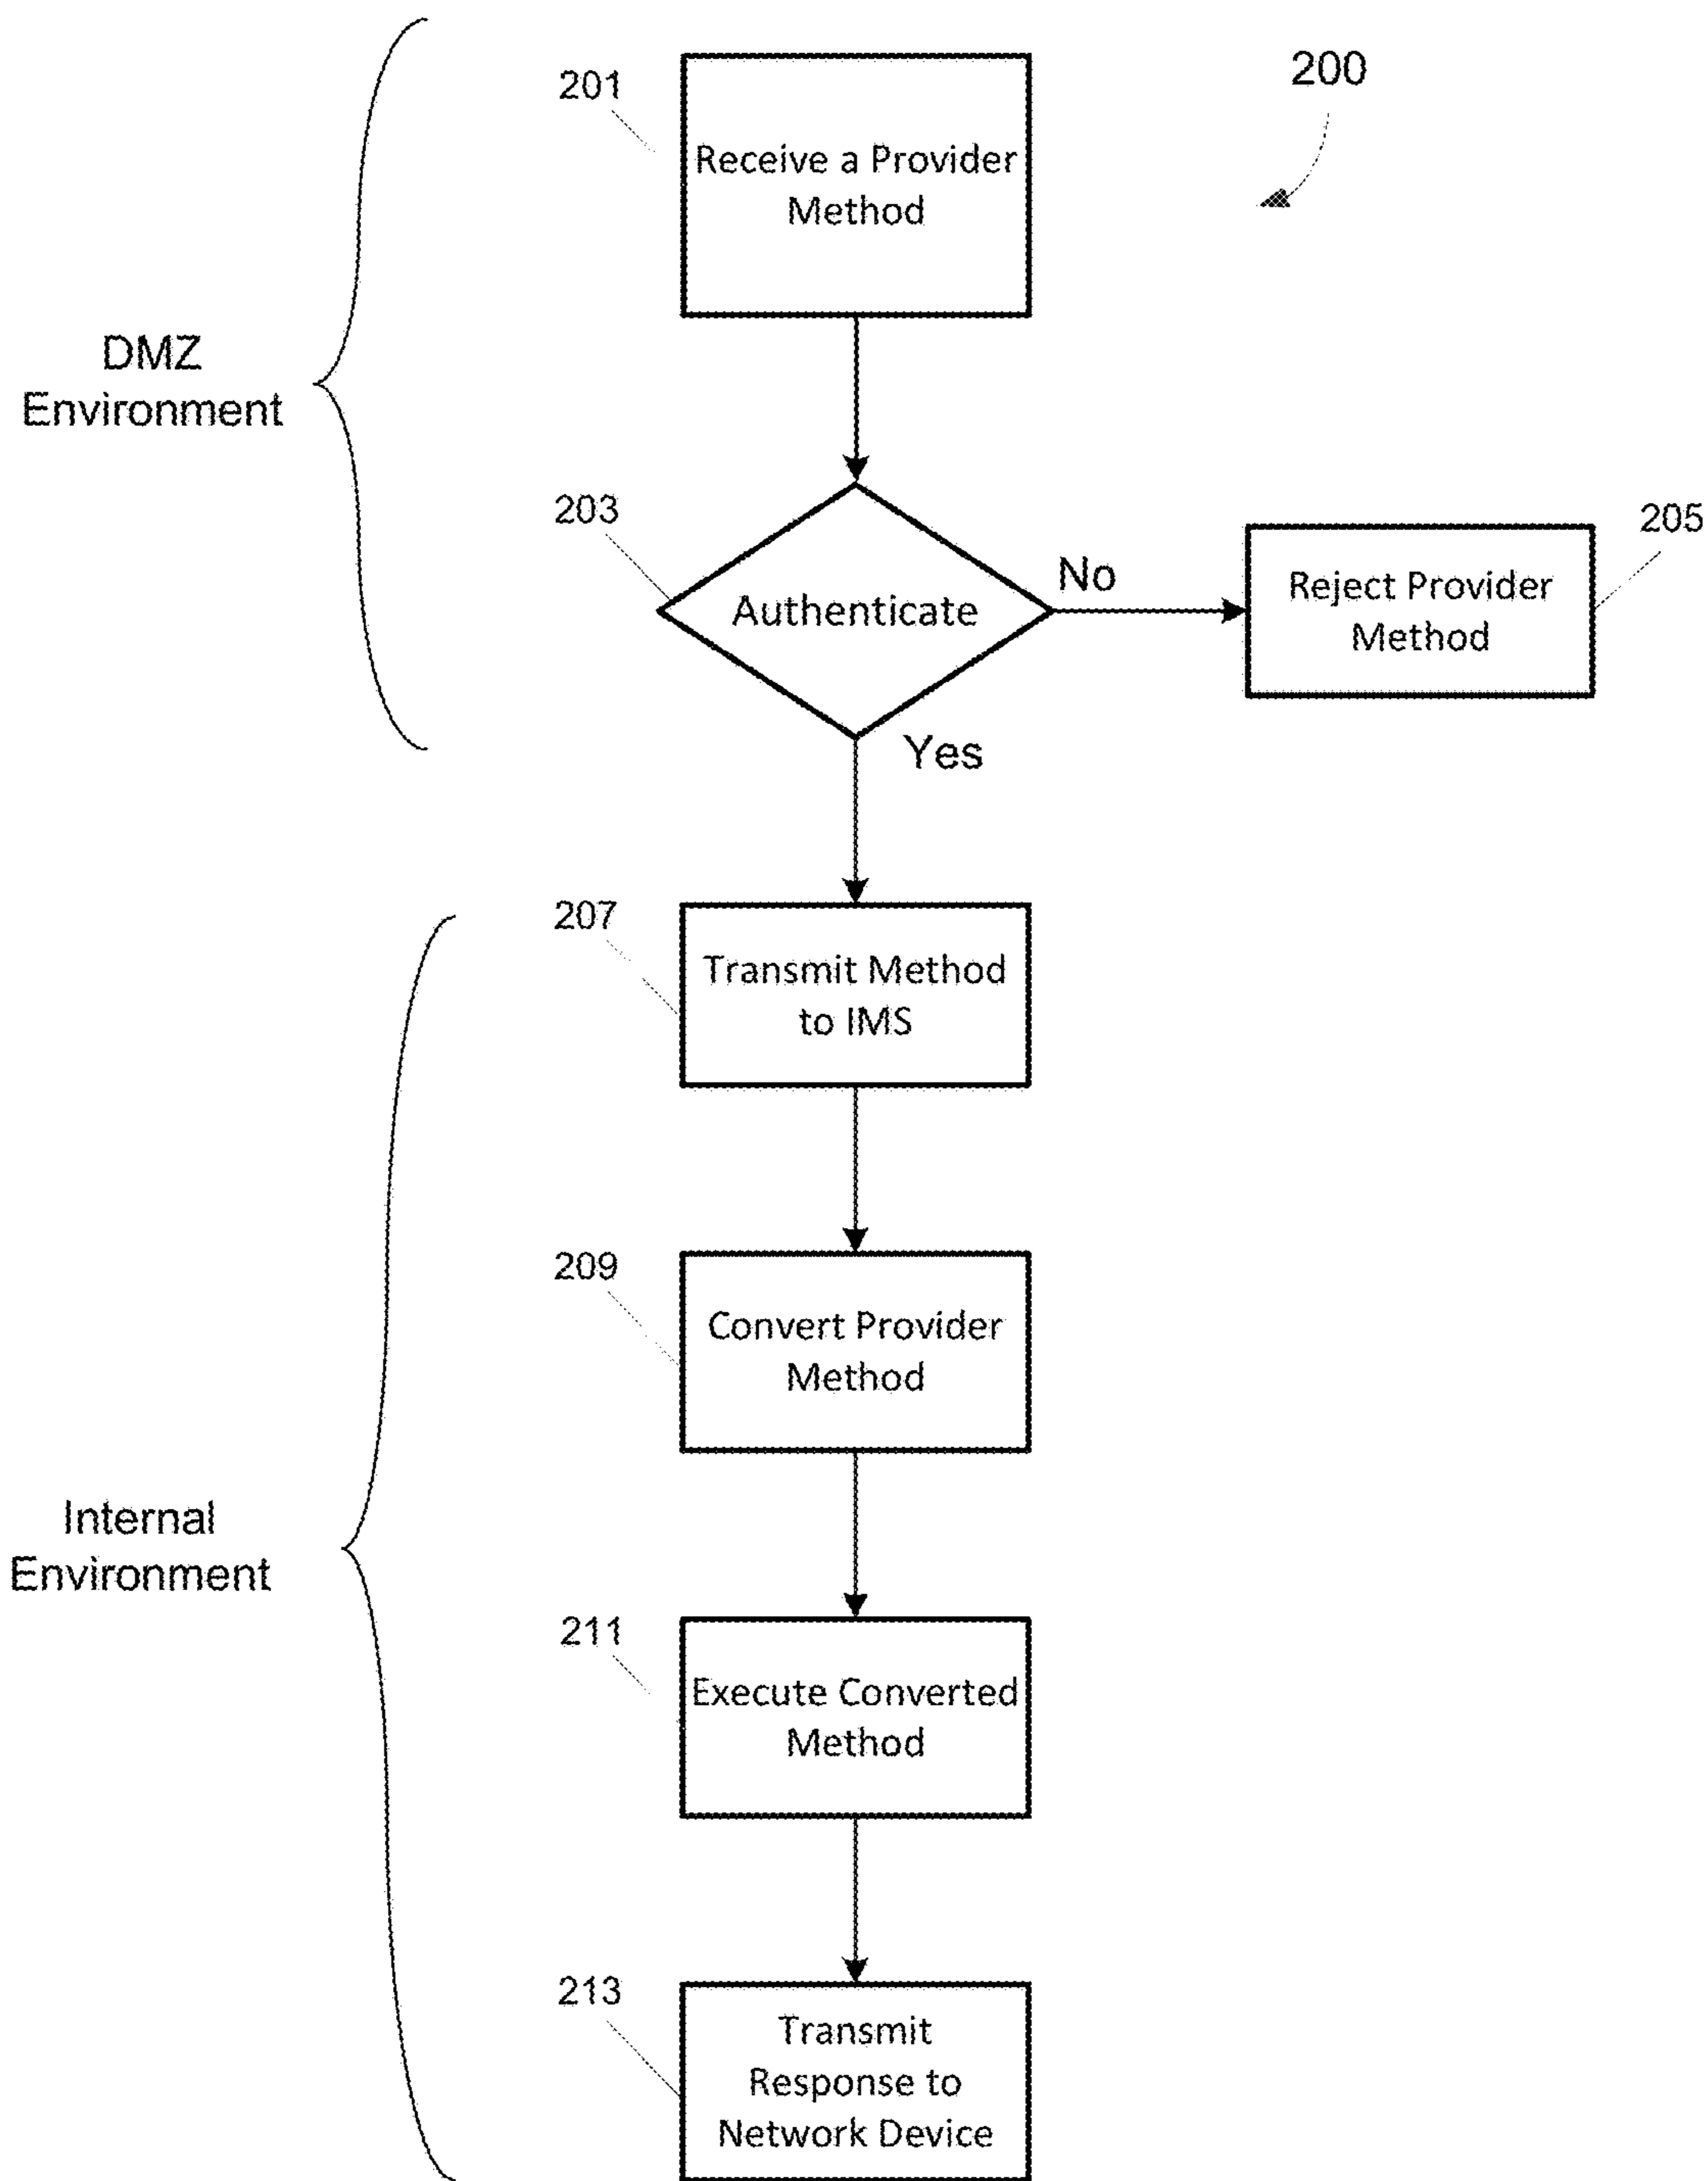 200
201
Receive a Provider
Method
DMZ
Environment
203
Authenticate
No
205
Reject Provider
Method
Yes
207
Transmit Method
to IMS
209
Convert Provider
Method
Internal
Environment
211
Execute Converted
Method
213
Transmit
Response to
Network Device